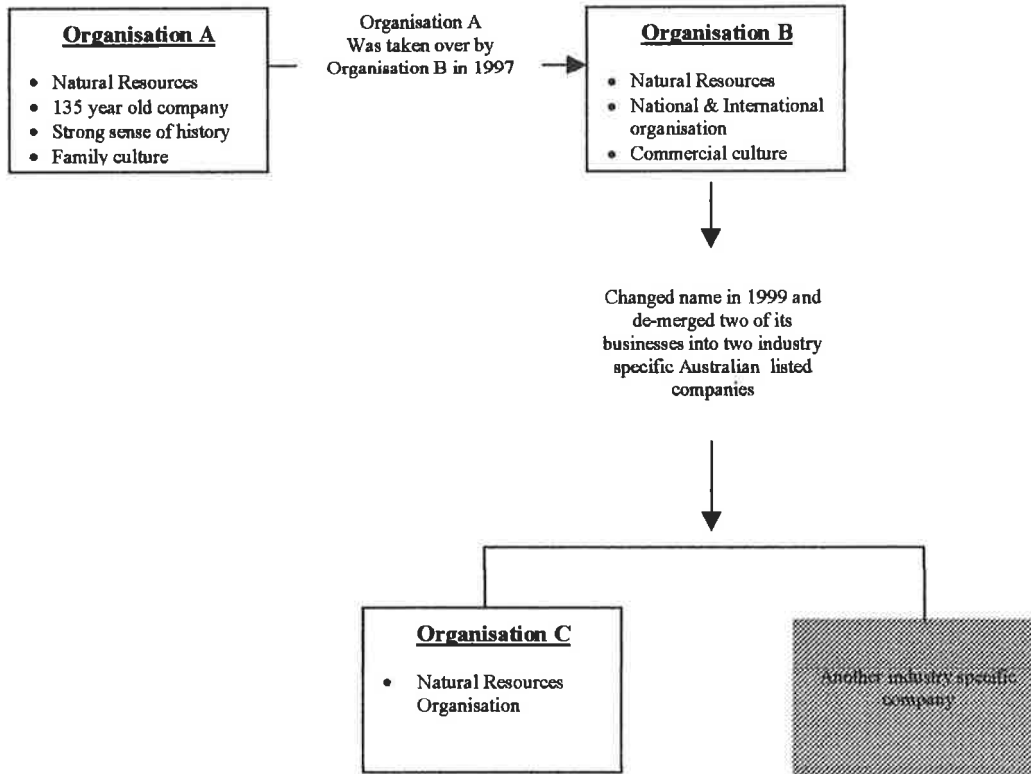 Organisation A
• Natural Resources
• 135 year old company
• Strong sense of history
• Family culture
Organisation A
Was taken over by
Organisation B in 1997
Organisation B
• Natural Resources
• National & International
organisation
• Commercial culture
Changed name in 1999 and
de-merged two of its
businesses into two industry
specific Australian listed
companies
Organisation C
• Natural Resources
Organisation
Another industry specific
company